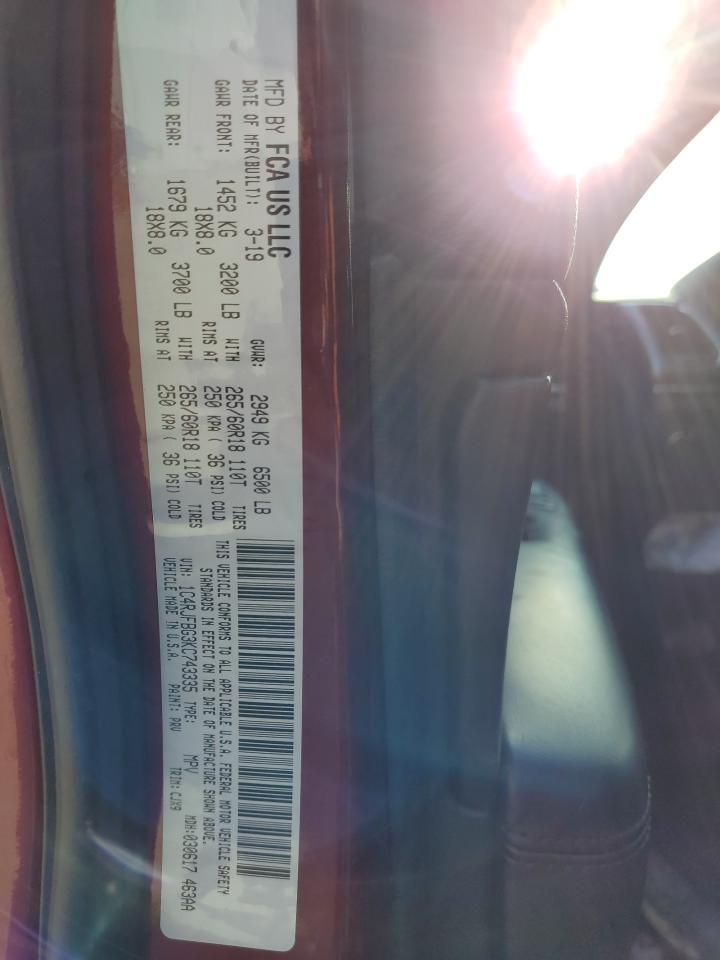 MFD BY FCA US LLC
DATE OF MFR(BUILT): 3-19 GVWR: 2949 KG 6500 LB
GAWR FRONT: 1452 KG 3200 LB WITH 265/60R18 110T TIRES
18X8.0 RIMS AT 250 KPA ( 36 PSI) COLD
GAWR REAR: 1679 KG 3700 LB WITH 265/60R18 110T TIRES
18X8.0 RIMS AT 250 KPA ( 36 PSI) COLD
THIS VEHICLE CONFORMS TO ALL APPLICABLE U.S.A. FEDERAL MOTOR VEHICLE SAFETY
STANDARDS IN EFFECT ON THE DATE OF MANUFACTURE SHOWN ABOVE.
VIN: 1C4RJFBG3KC743335 TYPE: MPV MDH:030617 463AA
VEHICLE MADE IN U.S.A. PAINT: PRV TRIM: CJX9